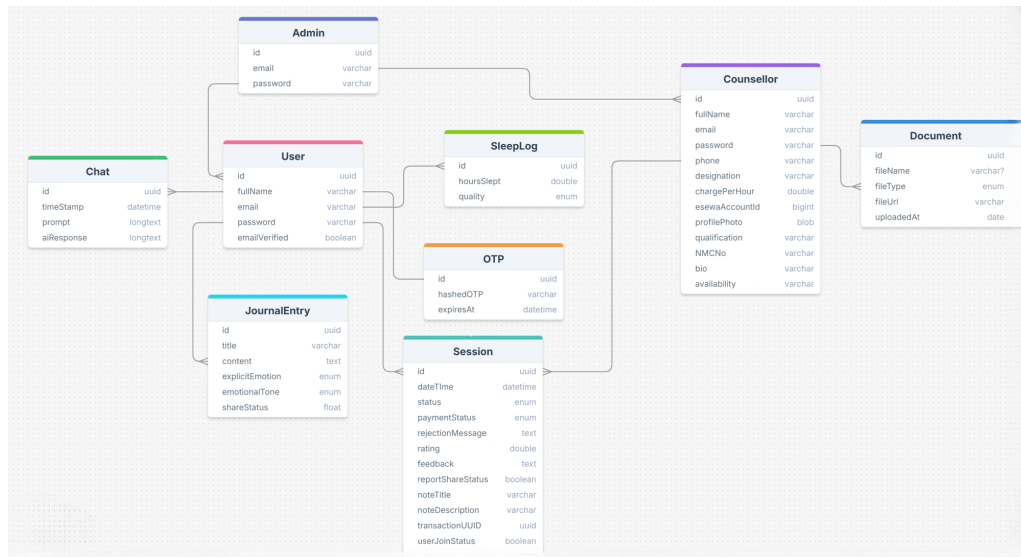 Admin
id uuid
email varchar
password varchar
Counsellor
id uuid
fullName varchar
email varchar
password varchar
phone varchar
designation varchar
chargePerHour double
esewaAccountId bigint
profilePhoto blob
qualification varchar
NMCNo varchar
bio varchar
availability varchar
Document
id uuid
fileName varchar?
fileType enum
fileUrl varchar
uploadedAt date
SleepLog
id uuid
hoursSlept double
quality enum
User
id uuid
fullName varchar
email varchar
password varchar
emailVerified boolean
Chat
id uuid
timeStamp datetime
prompt longtext
aiResponse longtext
OTP
id uuid
hashedOTP varchar
expiresAt datetime
JournalEntry
id uuid
title varchar
content text
explicitEmotion enum
emotionalTone enum
shareStatus float
Session
id uuid
dateTIme datetime
status enum
paymentStatus enum
rejectionMessage text
rating double
feedback text
reportShareStatus boolean
noteTitle varchar
noteDescription varchar
transactionUUID uuid
userJoinStatus boolean